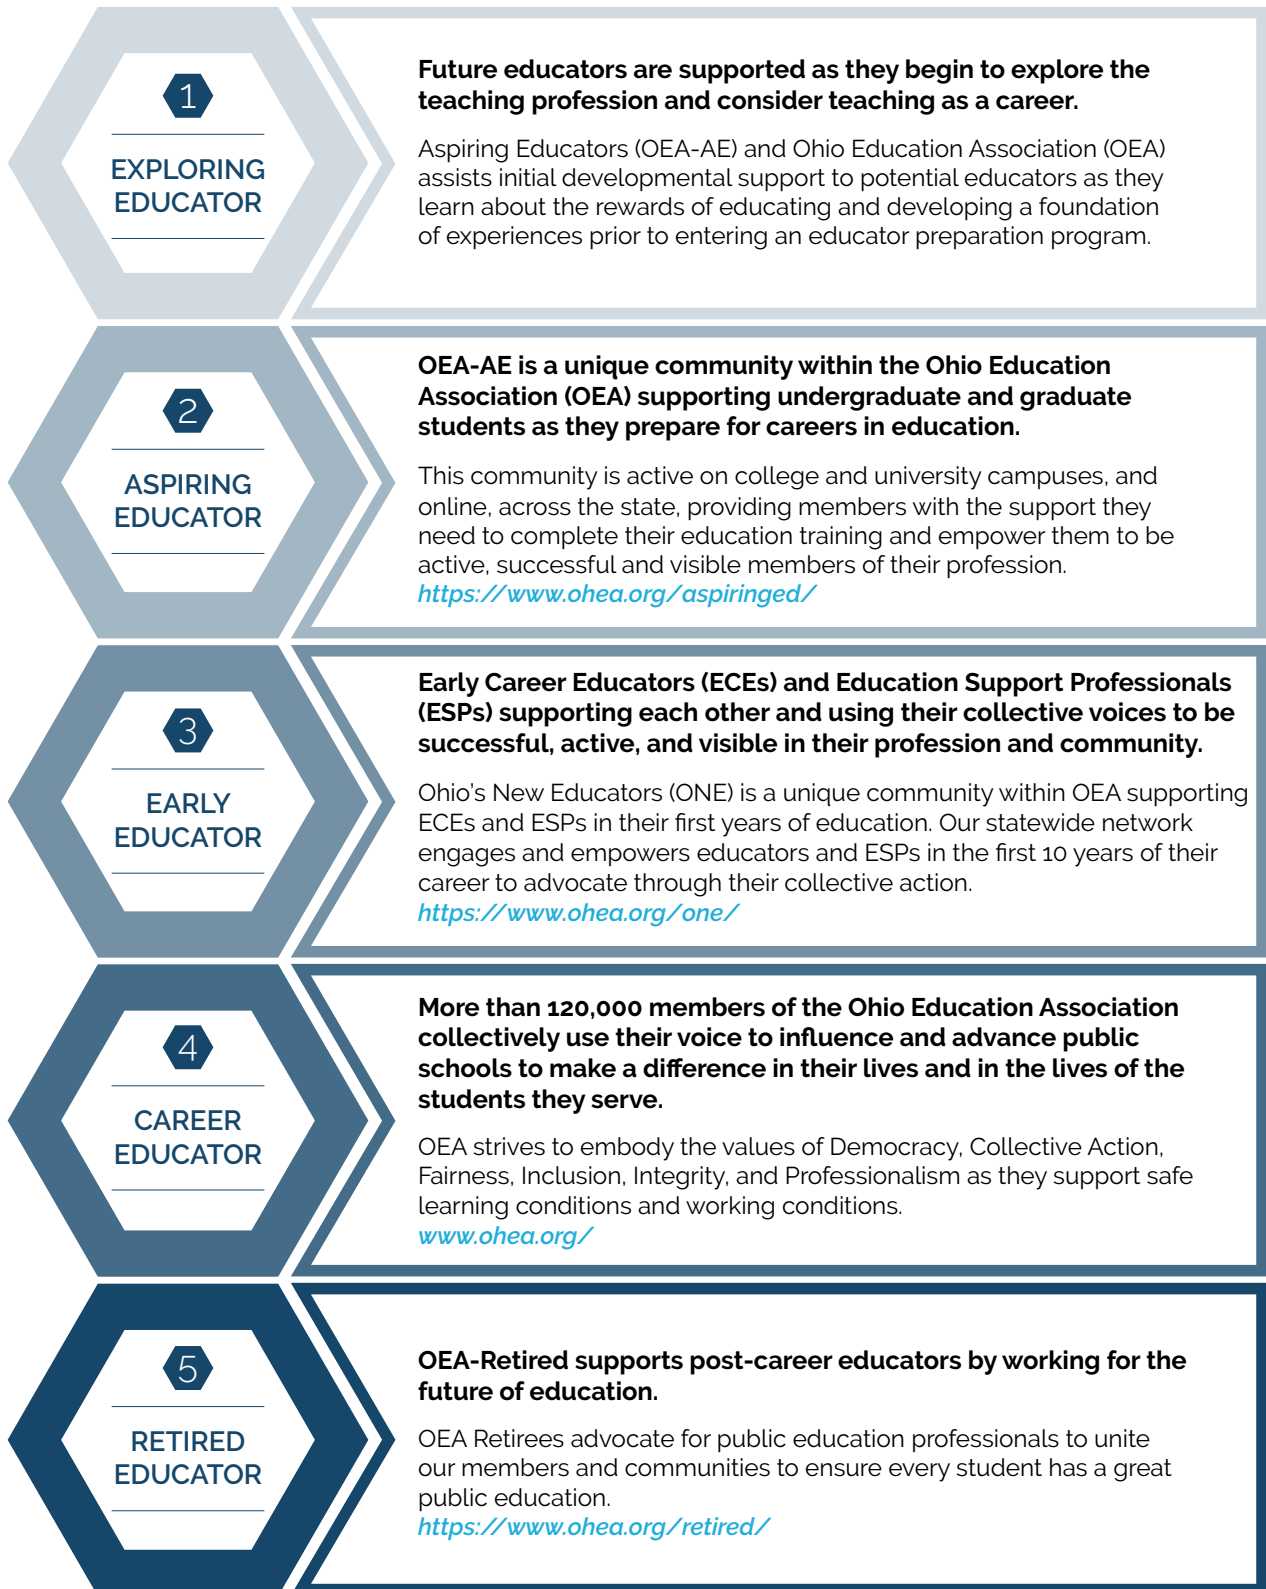 1
EXPLORING
EDUCATOR
Future educators are supported as they begin to explore the
teaching profession and consider teaching as a career.
Aspiring Educators (OEA-AE) and Ohio Education Association (OEA)
assists initial developmental support to potential educators as they
learn about the rewards of educating and developing a foundation
of experiences prior to entering an educator preparation program.
2
ASPIRING
EDUCATOR
OEA-AE is a unique community within the Ohio Education
Association (OEA) supporting undergraduate and graduate
students as they prepare for careers in education.
This community is active on college and university campuses, and
online, across the state, providing members with the support they
need to complete their education training and empower them to be
active, successful and visible members of their profession.
https://www.ohea.org/aspiringed/
3
EARLY
EDUCATOR
Early Career Educators (ECEs) and Education Support Professionals
(ESPs) supporting each other and using their collective voices to be
successful, active, and visible in their profession and community.
Ohio's New Educators (ONE) is a unique community within OEA supporting
ECEs and ESPs in their first years of education. Our statewide network
engages and empowers educators and ESPs in the first 10 years of their
career to advocate through their collective action.
https://www.ohea.org/one/
4
CAREER
EDUCATOR
More than 120,000 members of the Ohio Education Association
collectively use their voice to influence and advance public
schools to make a difference in their lives and in the lives of the
students they serve.
OEA strives to embody the values of Democracy, Collective Action,
Fairness, Inclusion, Integrity, and Professionalism as they support safe
learning conditions and working conditions.
www.ohea.org/
5
RETIRED
EDUCATOR
OEA-Retired supports post-career educators by working for the
future of education.
OEA Retirees advocate for public education professionals to unite
our members and communities to ensure every student has a great
public education.
https://www.ohea.org/retired/